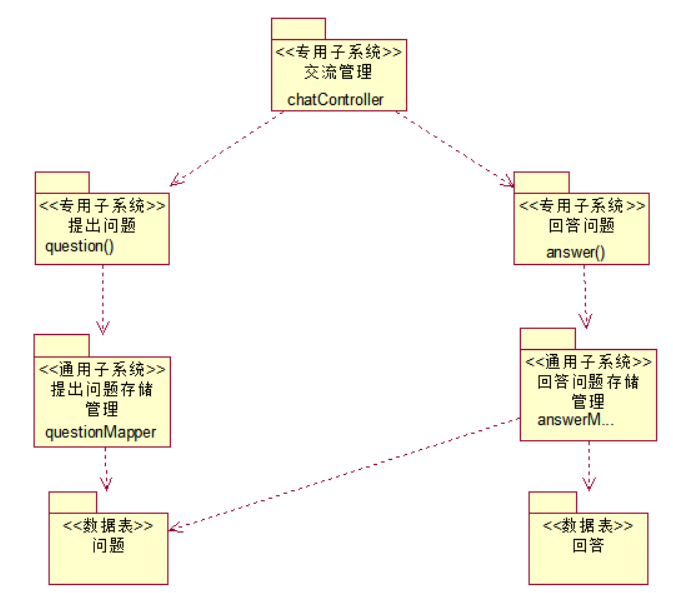 <<专用子系统>>
交流管理
chatController
<<专用子系统>>
提出问题
question()
<<专用子系统>>
回答问题
answer()
<<通用子系统>>
提出问题存储
管理
questionMapper
<<通用子系统>>
回答问题存储
管理
answerM...
<<数据表>>
问题
<<数据表>>
回答